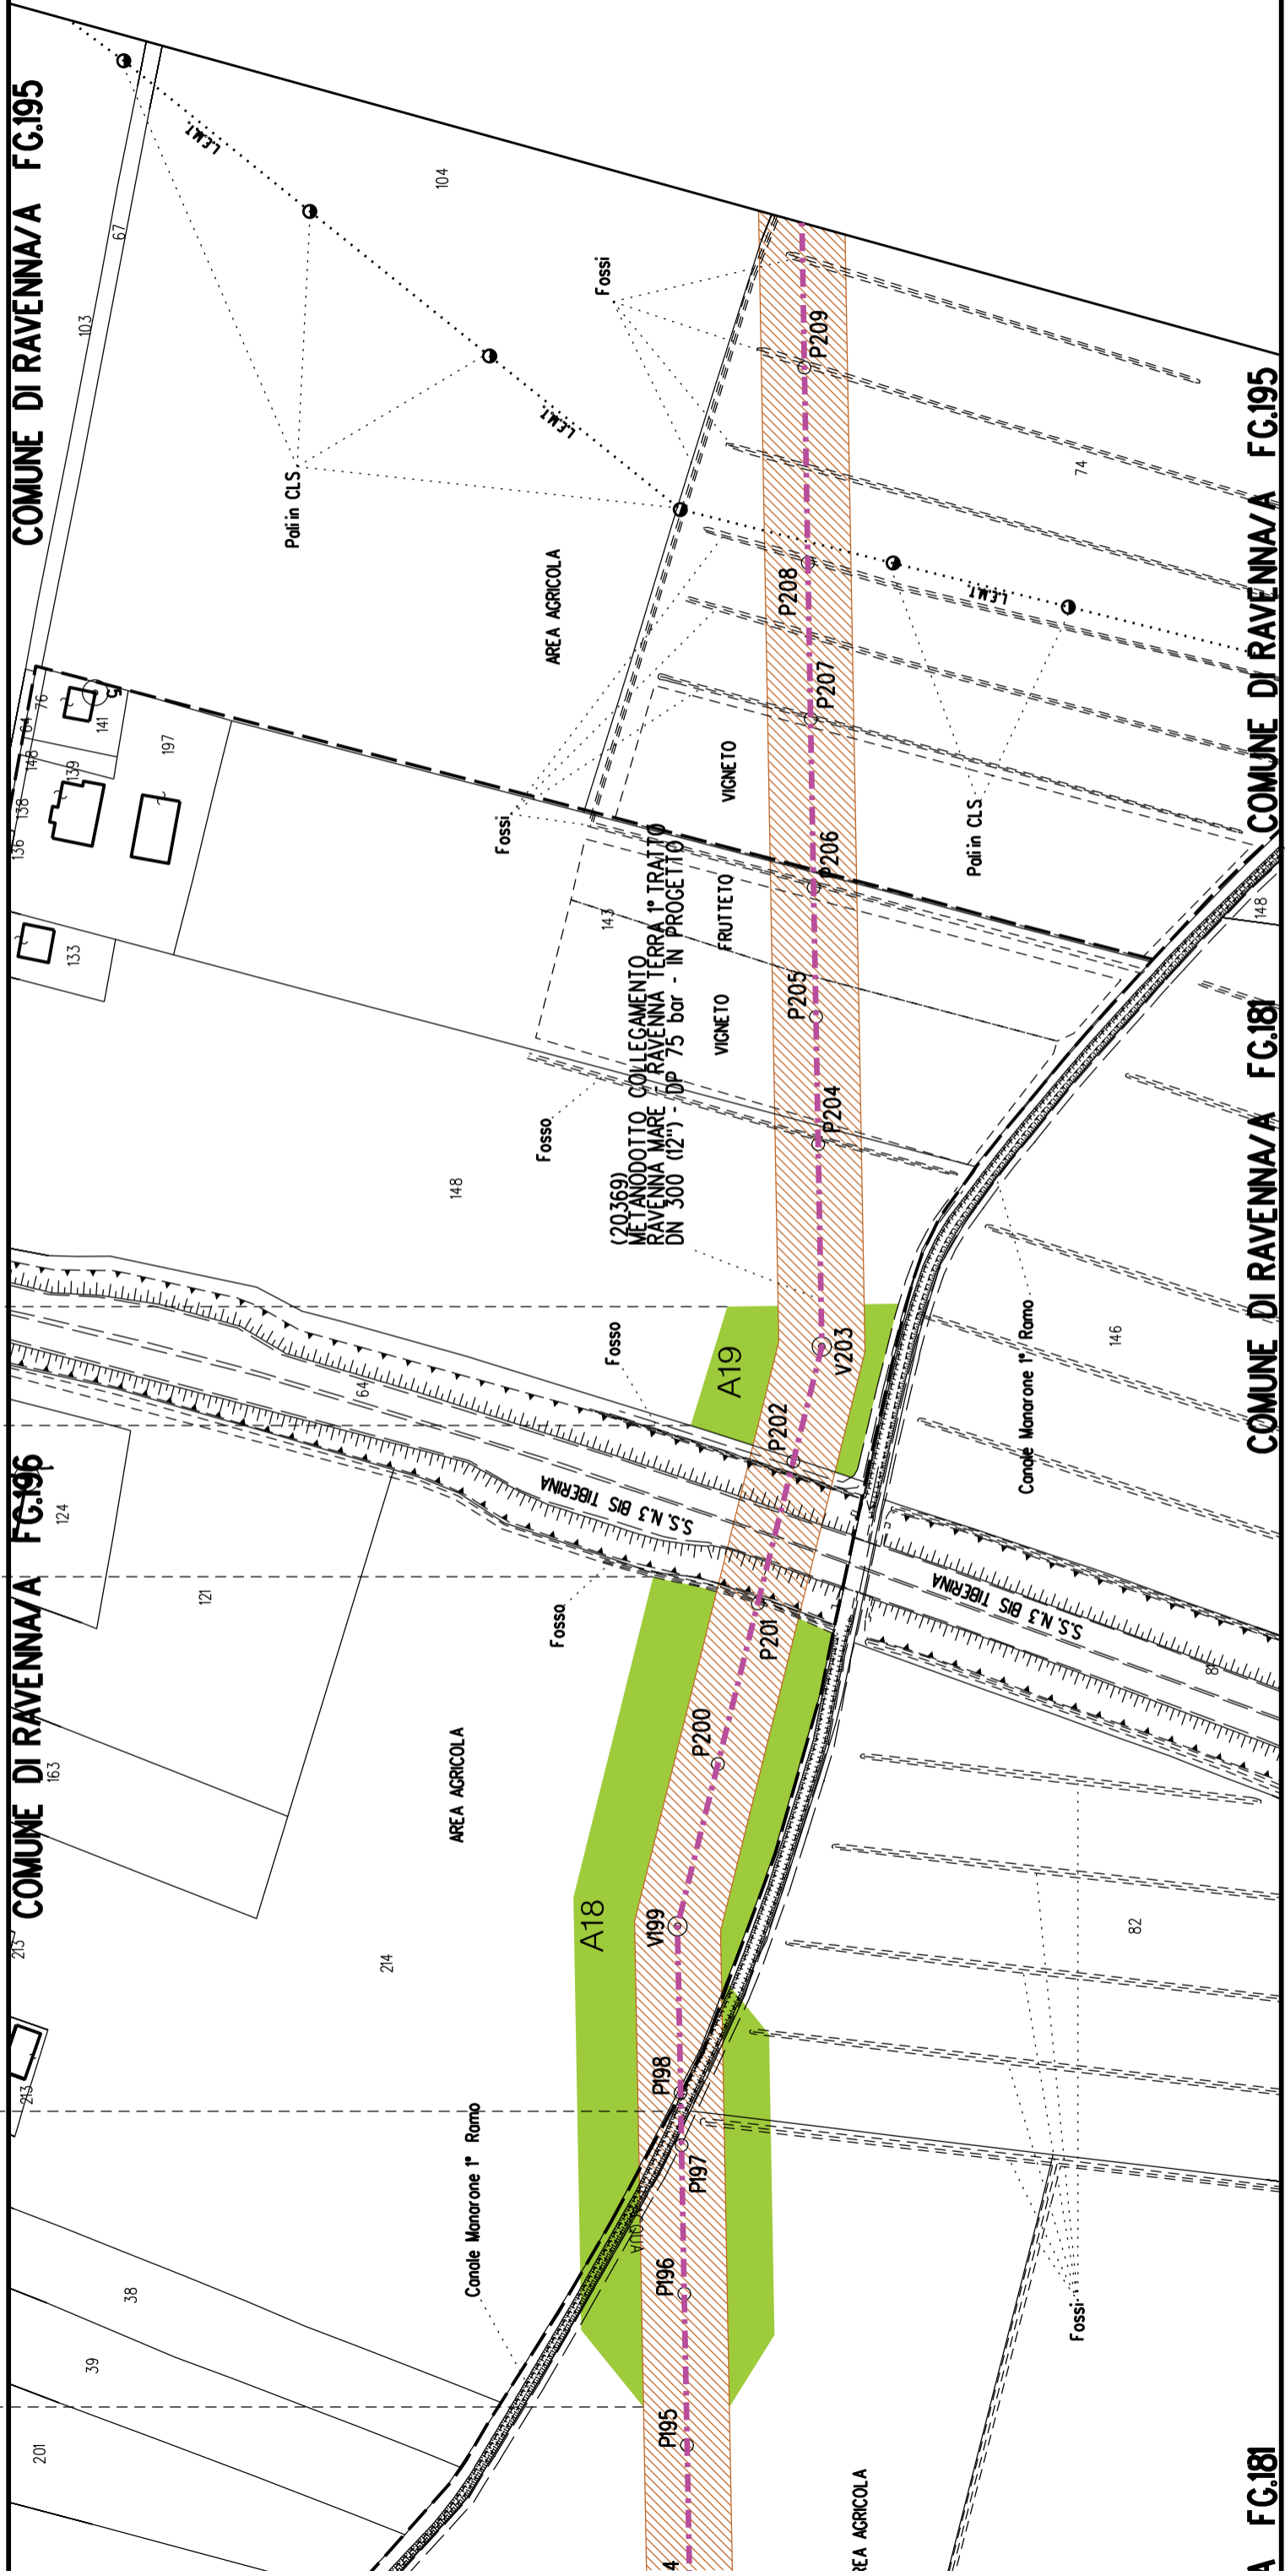 COMUNE DI RAVENNA/A FG.195
COMUNE DI RAVENNA/A FG.196
COMUNE DI RAVENNA/A FG.195
COMUNE DI RAVENNA/A FG.181
FG.181
L.E.M.T.
L.E.M.T.
L.E.M.T.
104
67
103
Pali in CLS.
Fossi
P209
74
AREA AGRICOLA
P208
P207
VIGNETO
76
64
141
5
148
139
138
136
197
133
Fossi
P206
Pali in CLS
FRUTTETO
143
P205
VIGNETO
148
P204
Fosso
(20369)
METANODOTTO COLLEGAMENTO
RAVENNA MARE - RAVENNA TERRA 1° TRATTO
DN 300 (12") - DP 75 bar - IN PROGETTO
148
V203
A19
P202
Fosso
64
S.S. N.3 BIS TIBERINA
Canale Manarone 1° Ramo
146
124
121
Fosso
P201
S.S. N.3 BIS TIBERINA
P200
AREA AGRICOLA
163
A18
V199
82
213
214
213
P198
P197
Canale Manarone 1° Ramo
P196
Fossi
38
39
201
P195
AREA AGRICOLA
4